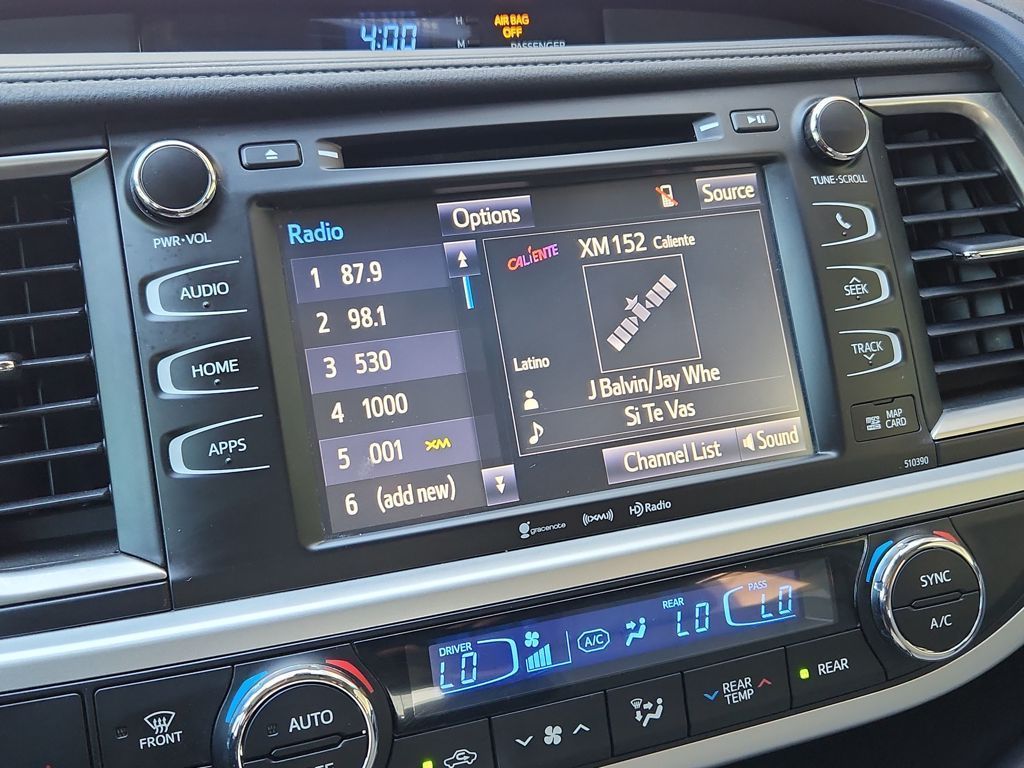 4:00
H
M
AIR BAG
OFF
PASSENGER
PWR•VOL
AUDIO
HOME
APPS
Radio
Options
Source
1 87.9
2 98.1
3 530
4 1000
5 001 XM
6 (add new)
CALIENTE
XM152 Caliente
Latino
J Balvin/Jay Whe
Si Te Vas
Channel List
Sound
gracenote
((XM))
HD Radio
TUNE•SCROLL
SEEK
TRACK
MAP
CARD
510390
DRIVER
LO
A/C
REAR
LO
PASS
LO
SYNC
A/C
FRONT
AUTO
REAR
TEMP
REAR